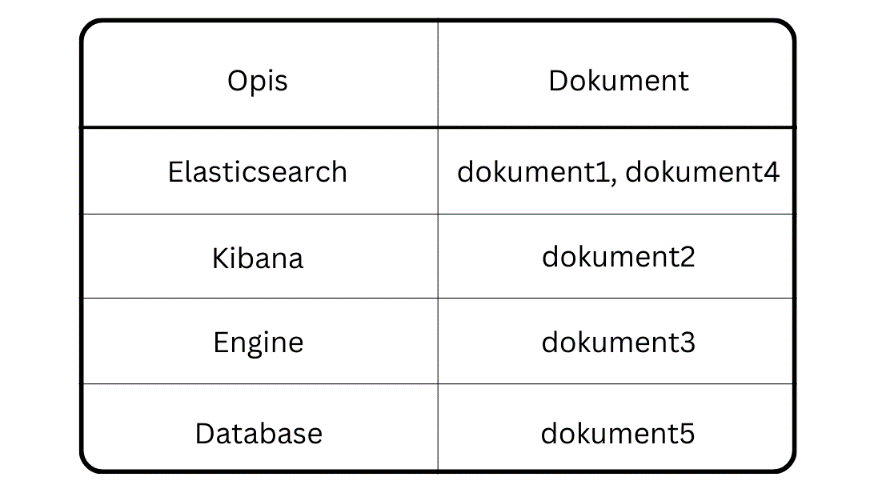 Opis Dokument
Elasticsearch dokument1, dokument4
Kibana dokument2
Engine dokument3
Database dokument5